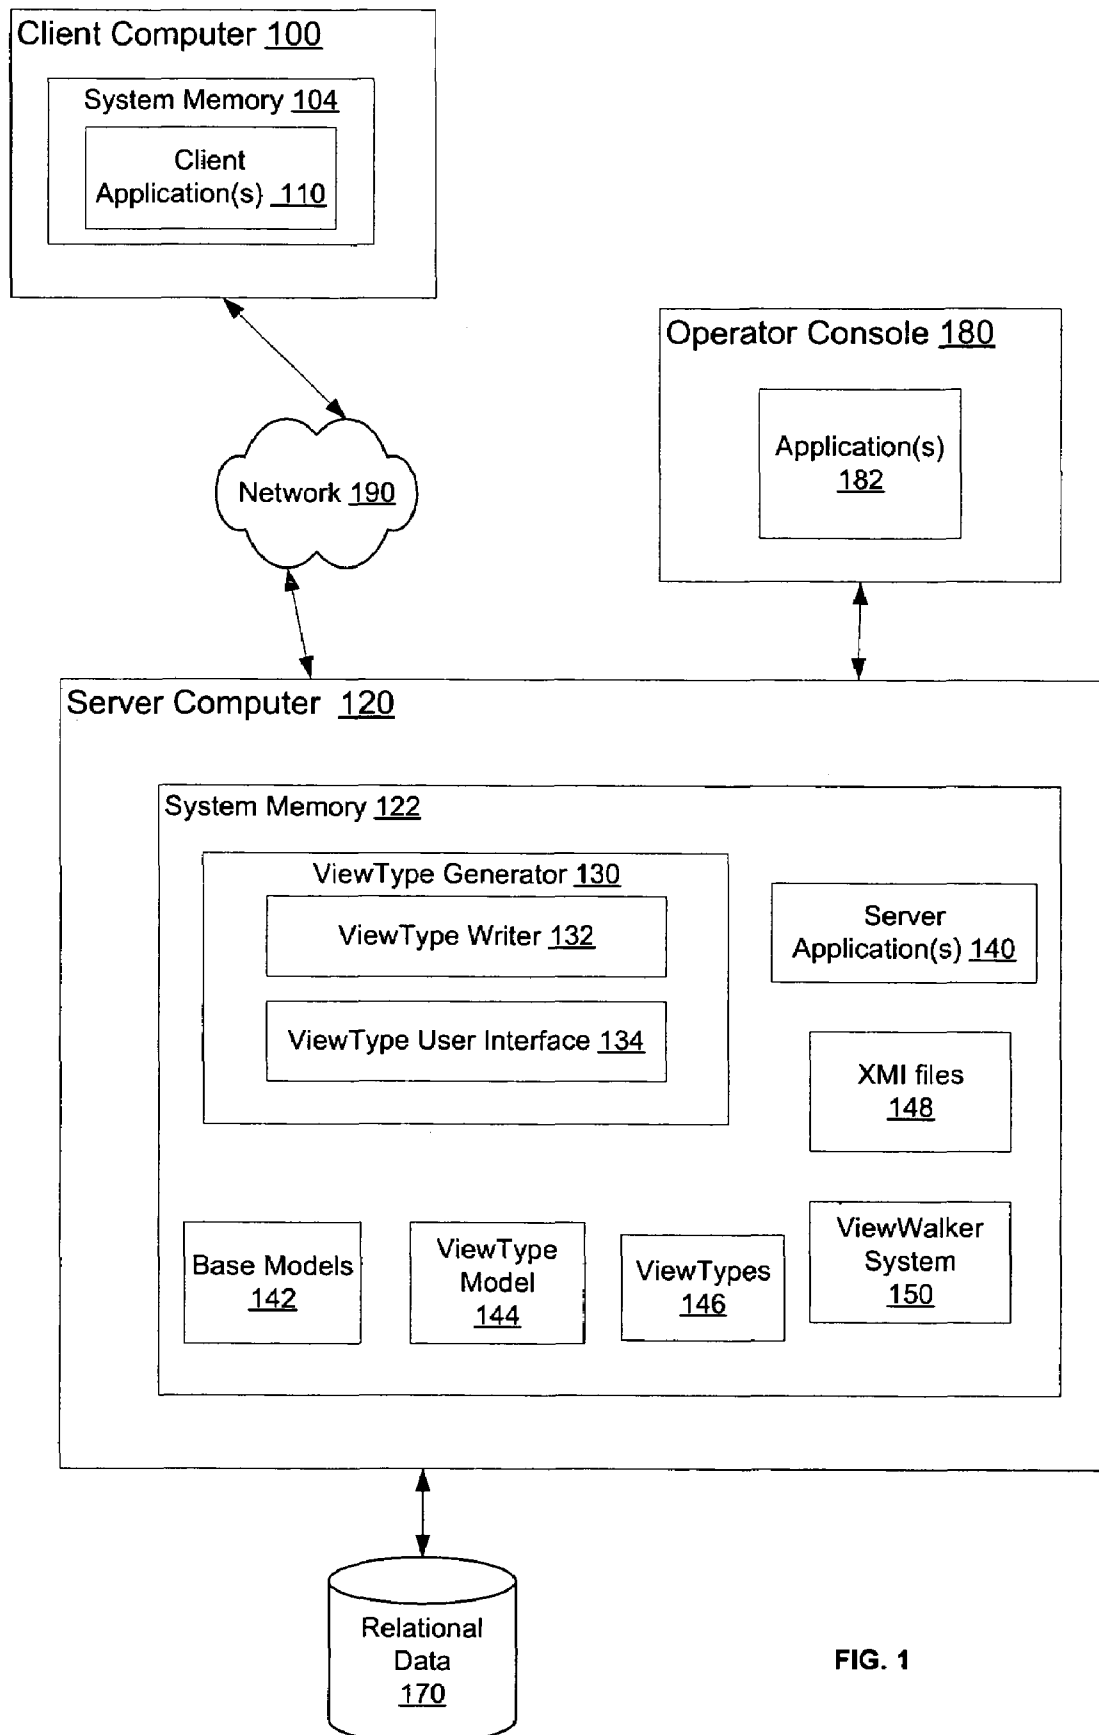 Client Computer 100
System Memory 104
Client
Application(s) 110
Operator Console 180
Application(s)
182
Network 190
Server Computer 120
System Memory 122
ViewType Generator 130
ViewType Writer 132
ViewType User Interface 134
Server
Application(s) 140
XMI files
148
Base Models
142
ViewType
Model
144
ViewTypes
146
ViewWalker
System
150
Relational
Data
170
FIG. 1